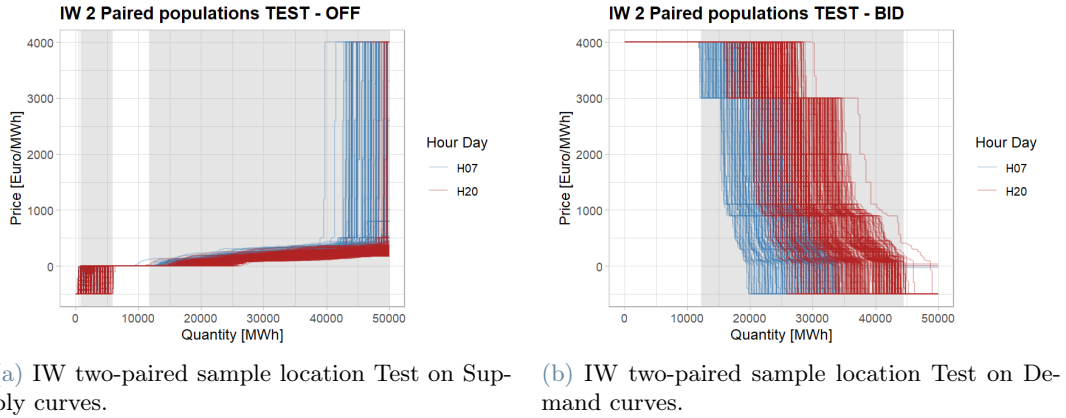 IW 2 Paired populations TEST - OFF
4000
3000
2000
1000
0
Price [Euro/MWh]
0 10000 20000 30000 40000 50000
Quantity [MWh]
Hour Day
H07
H20
IW 2 Paired populations TEST - BID
4000
3000
2000
1000
0
Price [Euro/MWh]
0 10000 20000 30000 40000 50000
Quantity [MWh]
Hour Day
H07
H20
a) IW two-paired sample location Test on Sup-
ply curves.
(b) IW two-paired sample location Test on De-
mand curves.